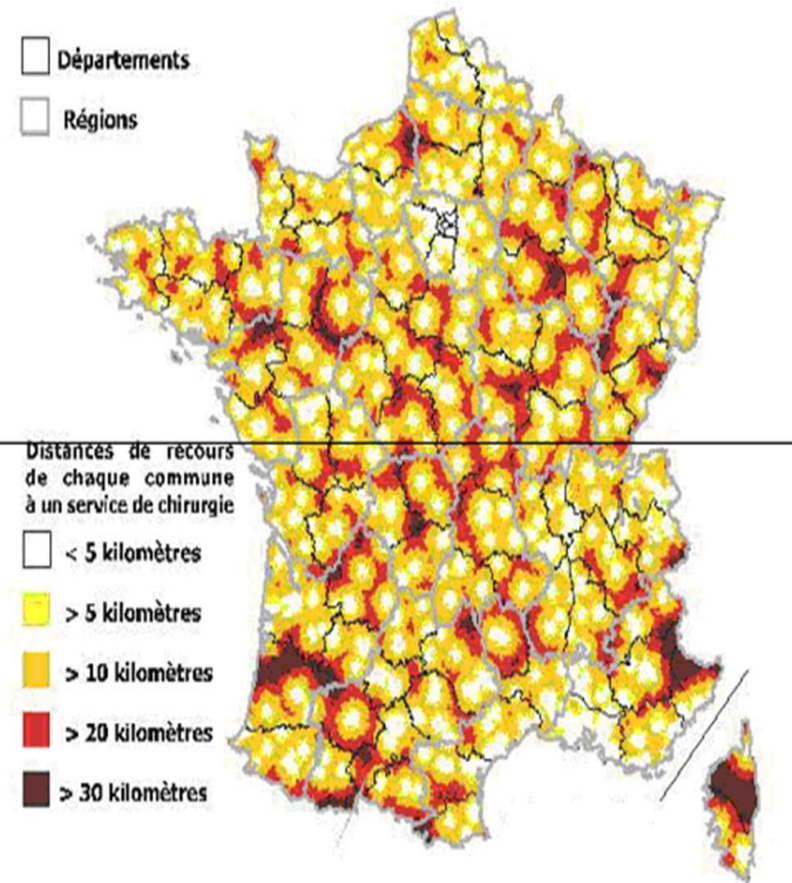 Départements
Régions
Distances de recours
de chaque commune
à un service de chirurgie
< 5 kilomètres
> 5 kilomètres
> 10 kilomètres
> 20 kilomètres
> 30 kilomètres